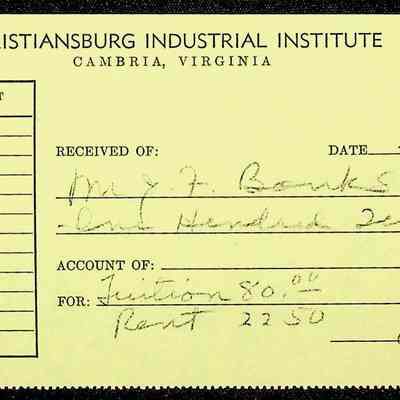 ISTIANSBURG INDUSTRIAL INSTITUTE
CAMBRIA, VIRGINIA
T
RECEIVED OF: DATE
Mr J. F. Banks
One Hundred
ACCOUNT OF:
FOR: Tuition 80.00
Rent 22 50